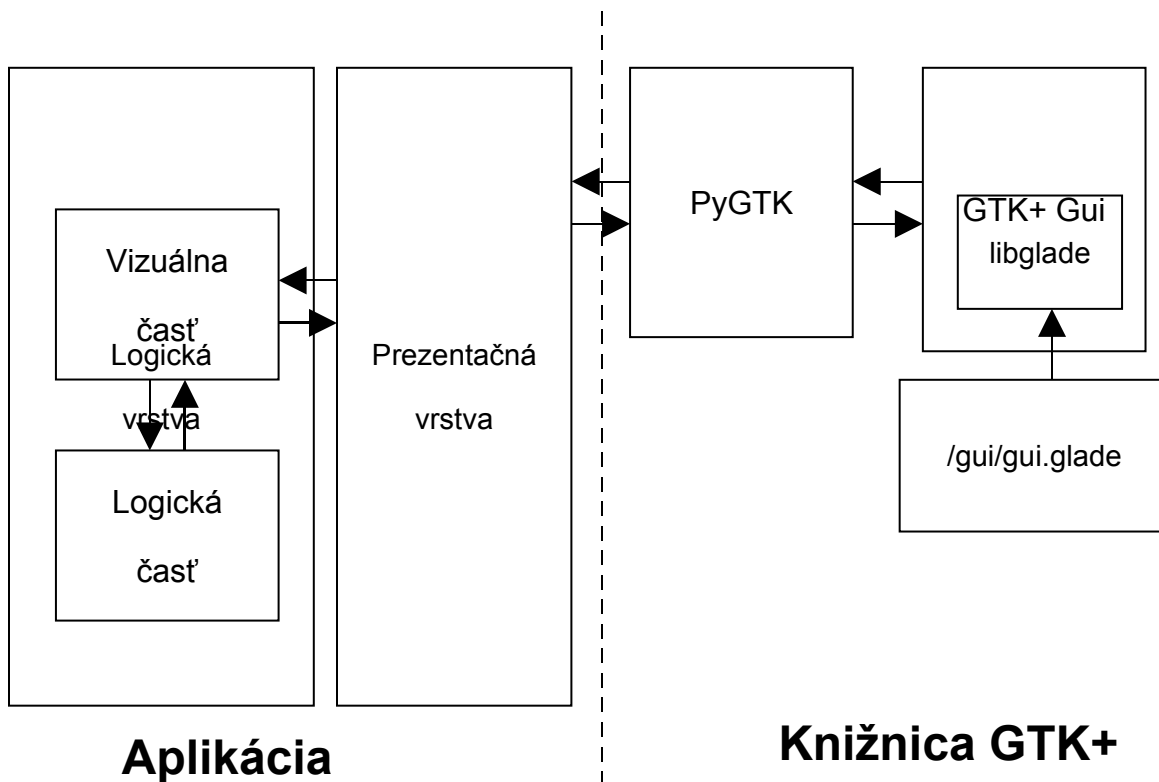 Vizuálna
časť
Logická
vrstva
Logická
časť
Prezentačná
vrstva
PyGTK
GTK+ Gui
libglade
/gui/gui.glade
Aplikácia
Knižnica GTK+